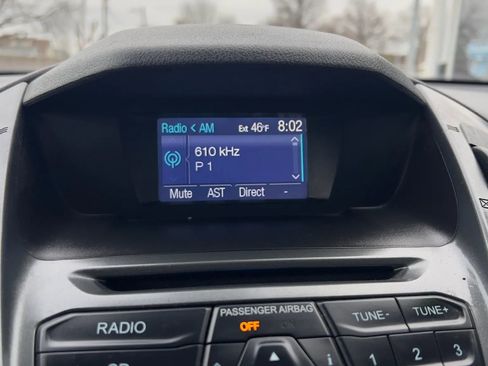 Radio < AM Ext 46°F 8:02
610 kHz
P 1
Mute AST Direct -
PASSENGER AIRBAG
OFF
RADIO
TUNE- TUNE+
i 1 2 3
CD